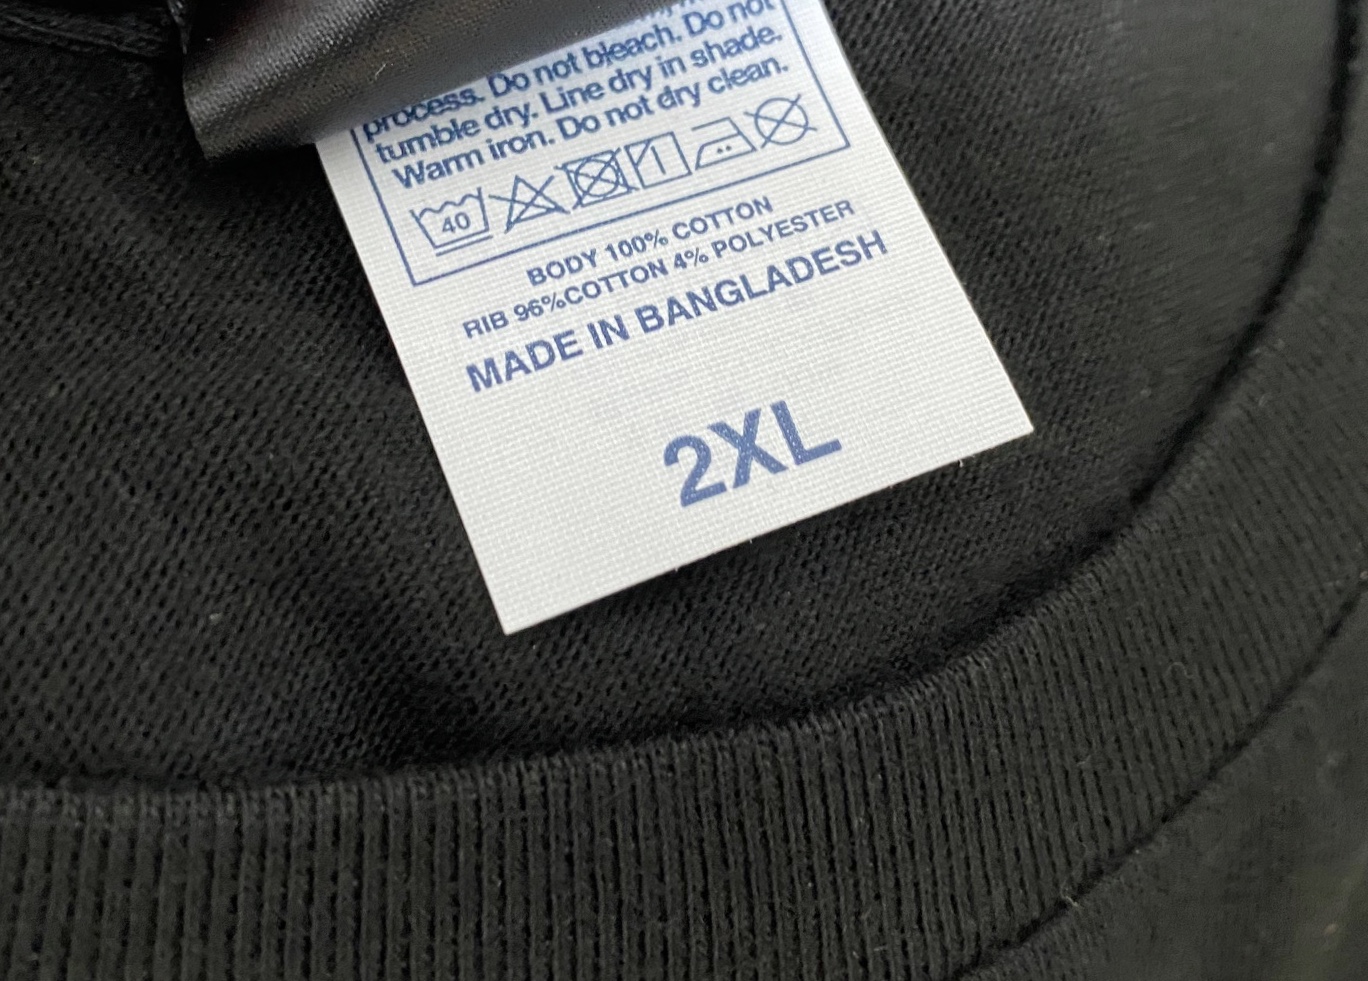 process. Do not bleach. Do not
tumble dry. Line dry in shade.
Warm iron. Do not dry clean.
40
BODY 100% COTTON
RIB 96%COTTON 4% POLYESTER
MADE IN BANGLADESH
2XL